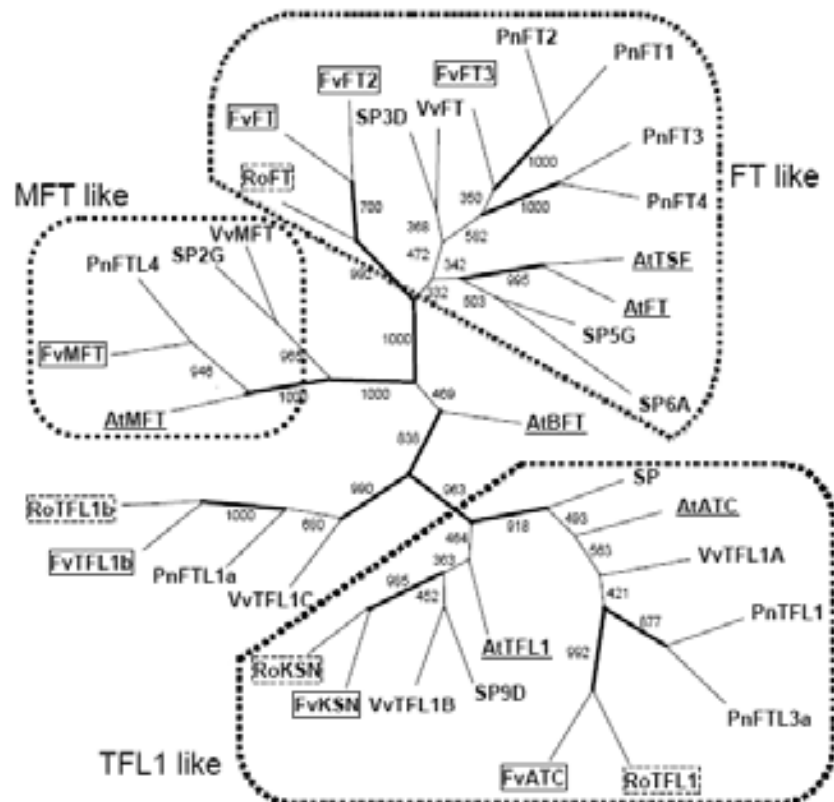 PnFT2
PnFT1
FvFT3
FvFT2
VvFT
SP3D
FvFT
PnFT3
1000
FT like
RoFT
MFT like
700
350
PnFT4
1000
368
582
VvMFT
472
SP2G
342
AtTSF
PnFTL4
992
995
332
AtFT
503
SP5G
1000
FvMFT
965
946
SP6A
1000
1000
469
AtMFT
AtBFT
838
SP
990
963
AtATC
RoTFL1b
493
1000
918
690
464
563
VvTFL1A
FvTFL1b
PnFTL1a
363
421
VvTFL1C
995
PnTFL1
452
877
AtTFL1
992
RoKSN
SP9D
FvKSN
VvTFL1B
PnFTL3a
TFL1 like
FvATC
RoTFL1